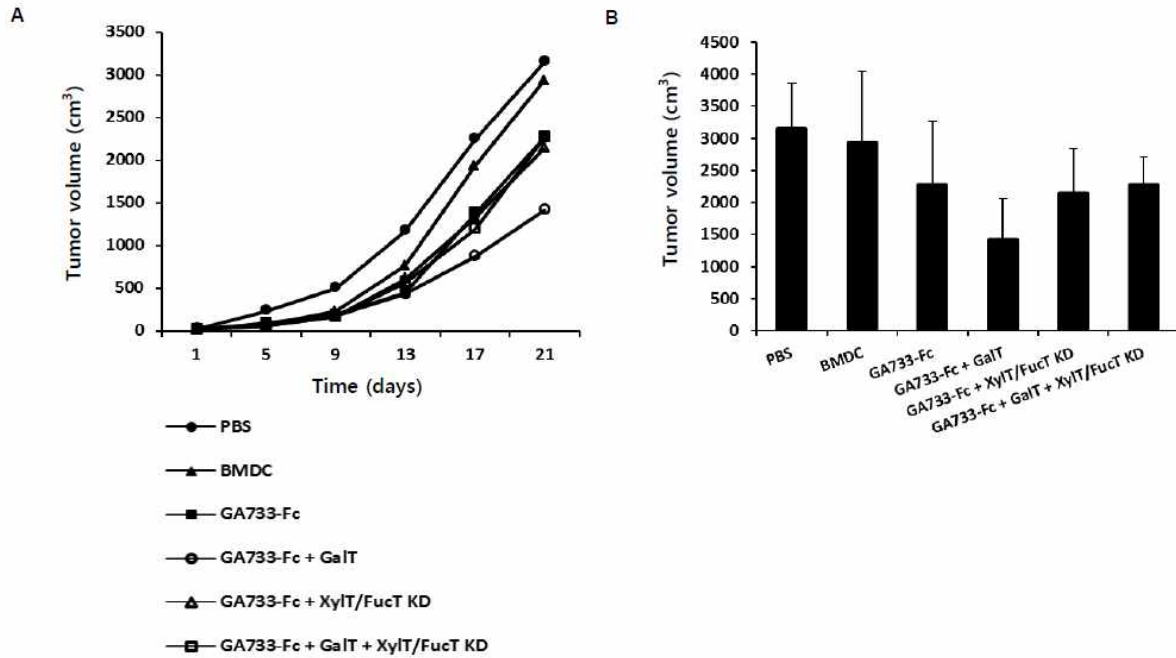 A
Tumor volume (cm³)
3500
3000
2500
2000
1500
1000
500
0
1 5 9 13 17 21
Time (days)
PBS
BMDC
GA733-Fc
GA733-Fc + GalT
GA733-Fc + XylT/FucT KD
GA733-Fc + GalT + XylT/FucT KD
B
Tumor volume (cm³)
4500
4000
3500
3000
2500
2000
1500
1000
500
0
PBS
BMDC
GA733-Fc
GA733-Fc + GalT
GA733-Fc + XylT/FucT KD
GA733-Fc + GalT + XylT/FucT KD